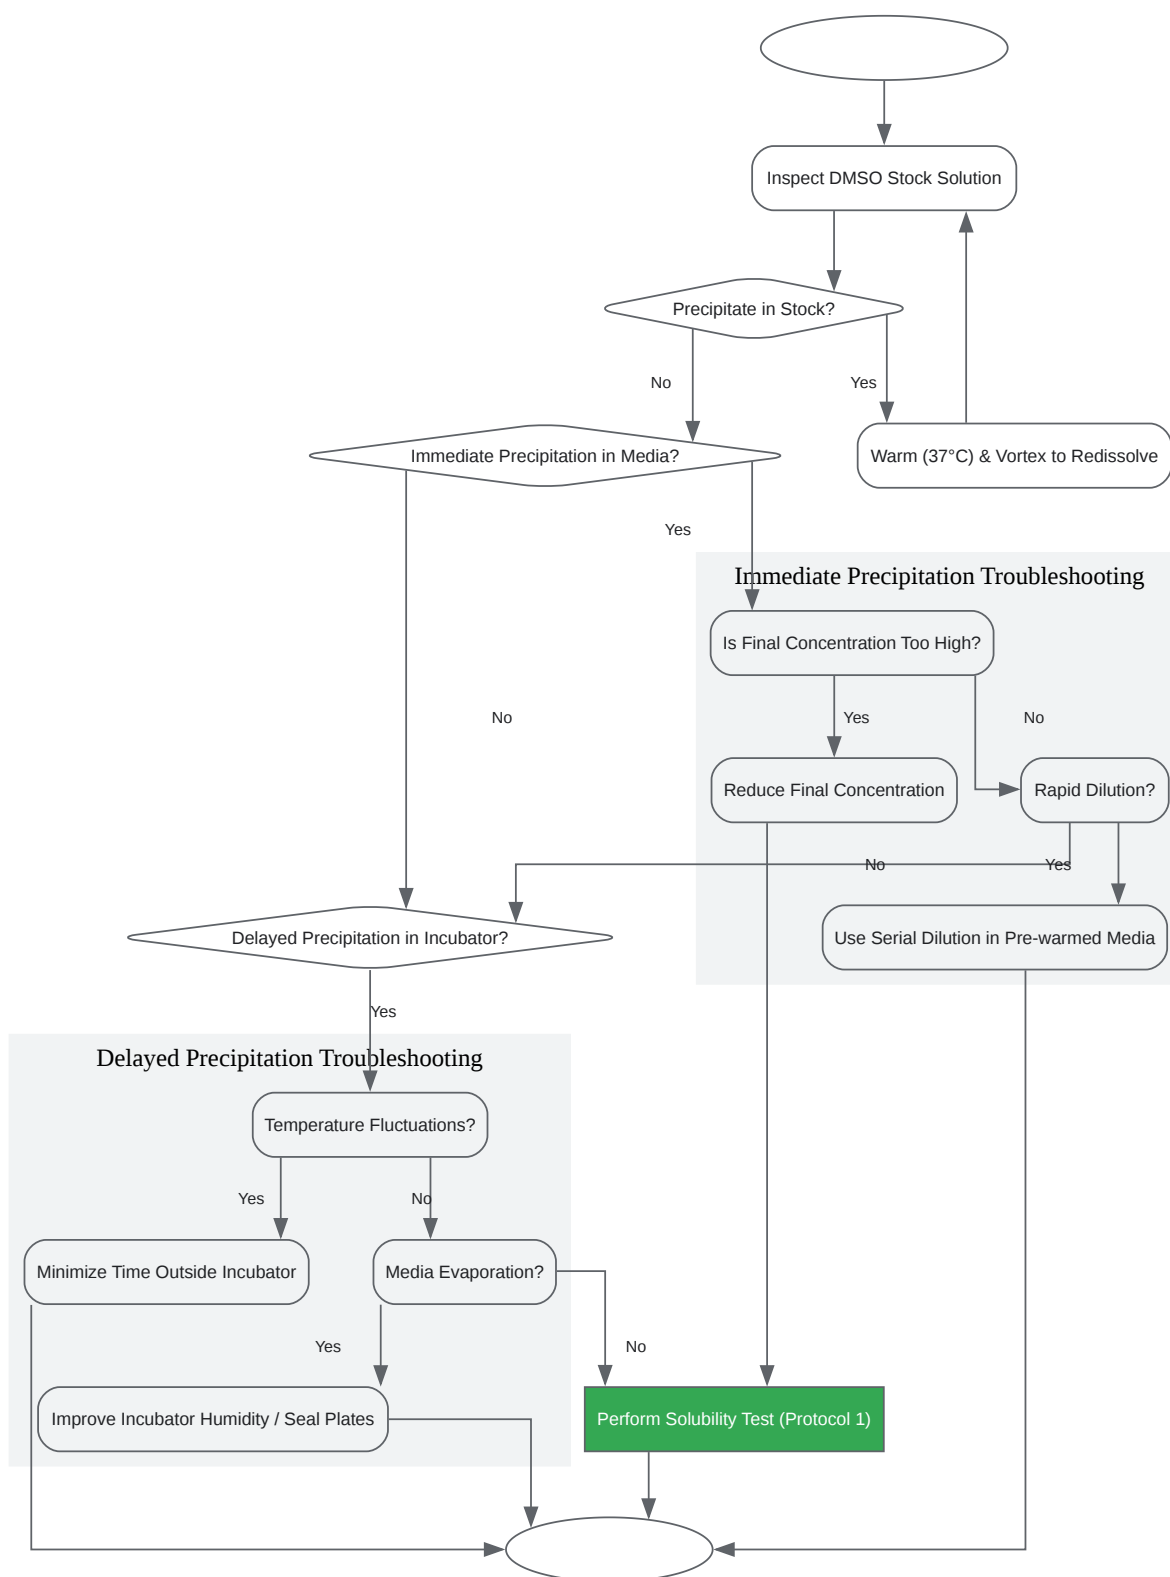 Inspect DMSO Stock Solution
Precipitate in Stock?
No
Yes
Immediate Precipitation in Media?
Warm (37°C) & Vortex to Redissolve
Yes
Immediate Precipitation Troubleshooting
Is Final Concentration Too High?
No
Yes
No
Reduce Final Concentration
Rapid Dilution?
No
Yes
Delayed Precipitation in Incubator?
Use Serial Dilution in Pre-warmed Media
Yes
Delayed Precipitation Troubleshooting
Temperature Fluctuations?
Yes
No
Minimize Time Outside Incubator
Media Evaporation?
Yes
No
Improve Incubator Humidity / Seal Plates
Perform Solubility Test (Protocol 1)